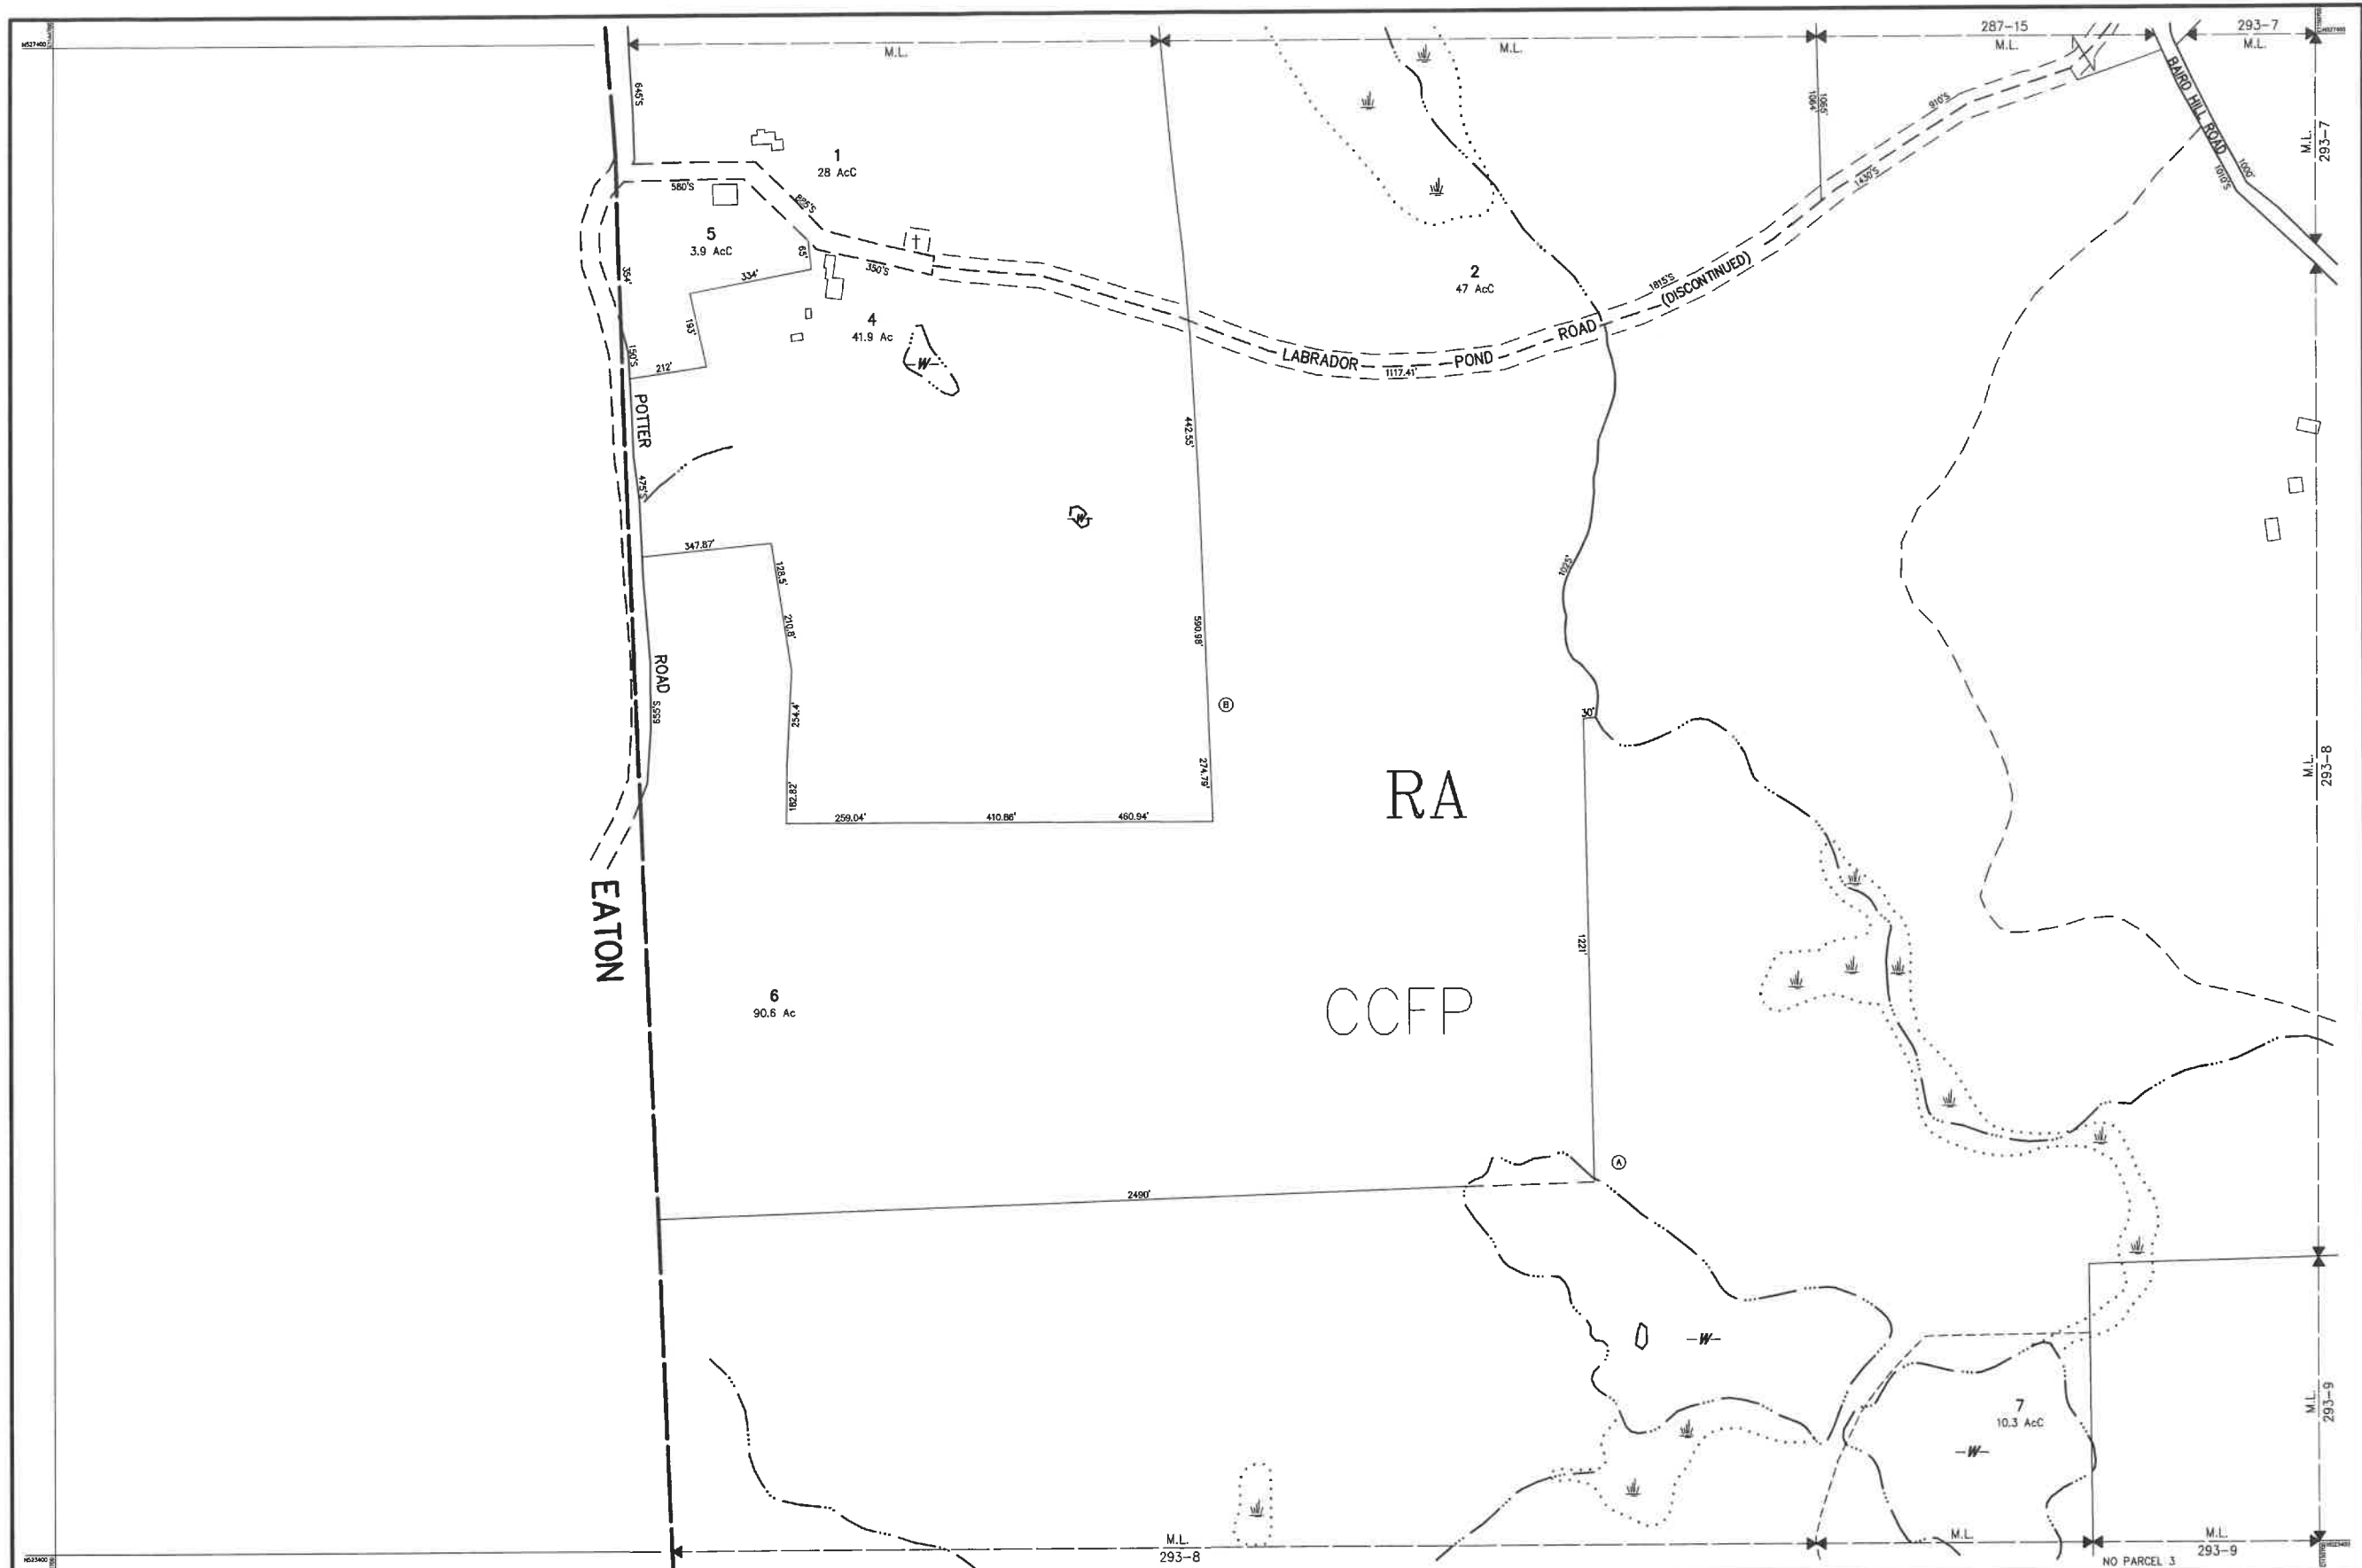 N527400
287-15
293-7
M.L.
M.L.
M.L.
M.L.
645'S
1
28 AcC
580'S
825'S
5
3.9 AcC
65'
350'S
334'
354'
193'
150'S
212'
4
41.9 Ac
-W-
2
47 AcC
1065'
1064'
910'S
1430'S
BAIRD HILL ROAD
1000'
1010'S
M.L.
293-7
1815'S
(DISCONTINUED)
LABRADOR POND ROAD
1117.41'
POTTER
475'S
442.55'
W
347.87'
128.5'
210.8'
1025'
590.98'
ROAD
655'S
254.4'
B
30'
274.79'
182.82'
259.04'
410.86'
460.94'
RA
M.L.
293-8
EATON
1221'
6
90.6 Ac
CCFP
A
2490'
-W-
7
10.3 AcC
-W-
M.L.
293-9
N523400
M.L.
293-8
M.L.
M.L.
293-9
NO PARCEL 3